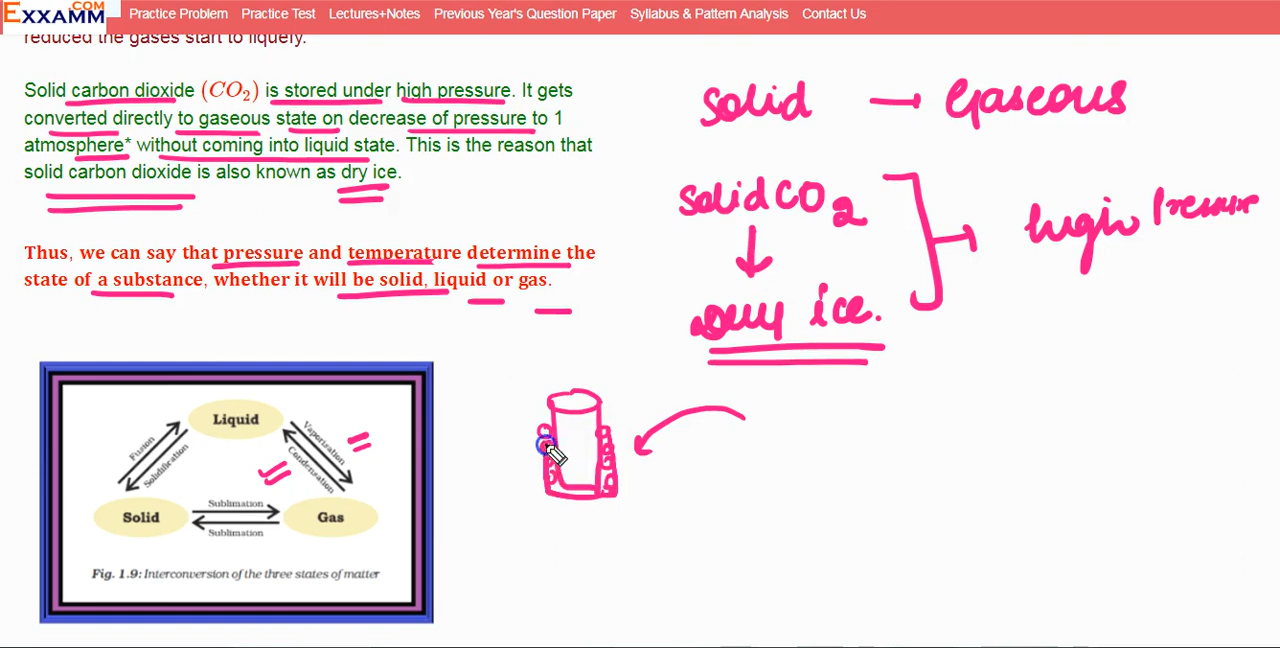 EXXAMM.COM
Practice Problem Practice Test Lectures+Notes Previous Year's Question Paper Syllabus & Pattern Analysis Contact Us
reduced the gases start to liquefy.
Solid carbon dioxide (CO₂) is stored under high pressure. It gets
converted directly to gaseous state on decrease of pressure to 1
atmosphere* without coming into liquid state. This is the reason that
solid carbon dioxide is also known as dry ice.
Thus, we can say that pressure and temperature determine the
state of a substance, whether it will be solid, liquid or gas.
Solid → Gaseous
Solid CO₂
high Pressure
Dry ice.
Liquid
Fusion
Solidification
Vaporisation
Condensation
Solid
Sublimation
Sublimation
Gas
Fig. 1.9: Interconversion of the three states of matter